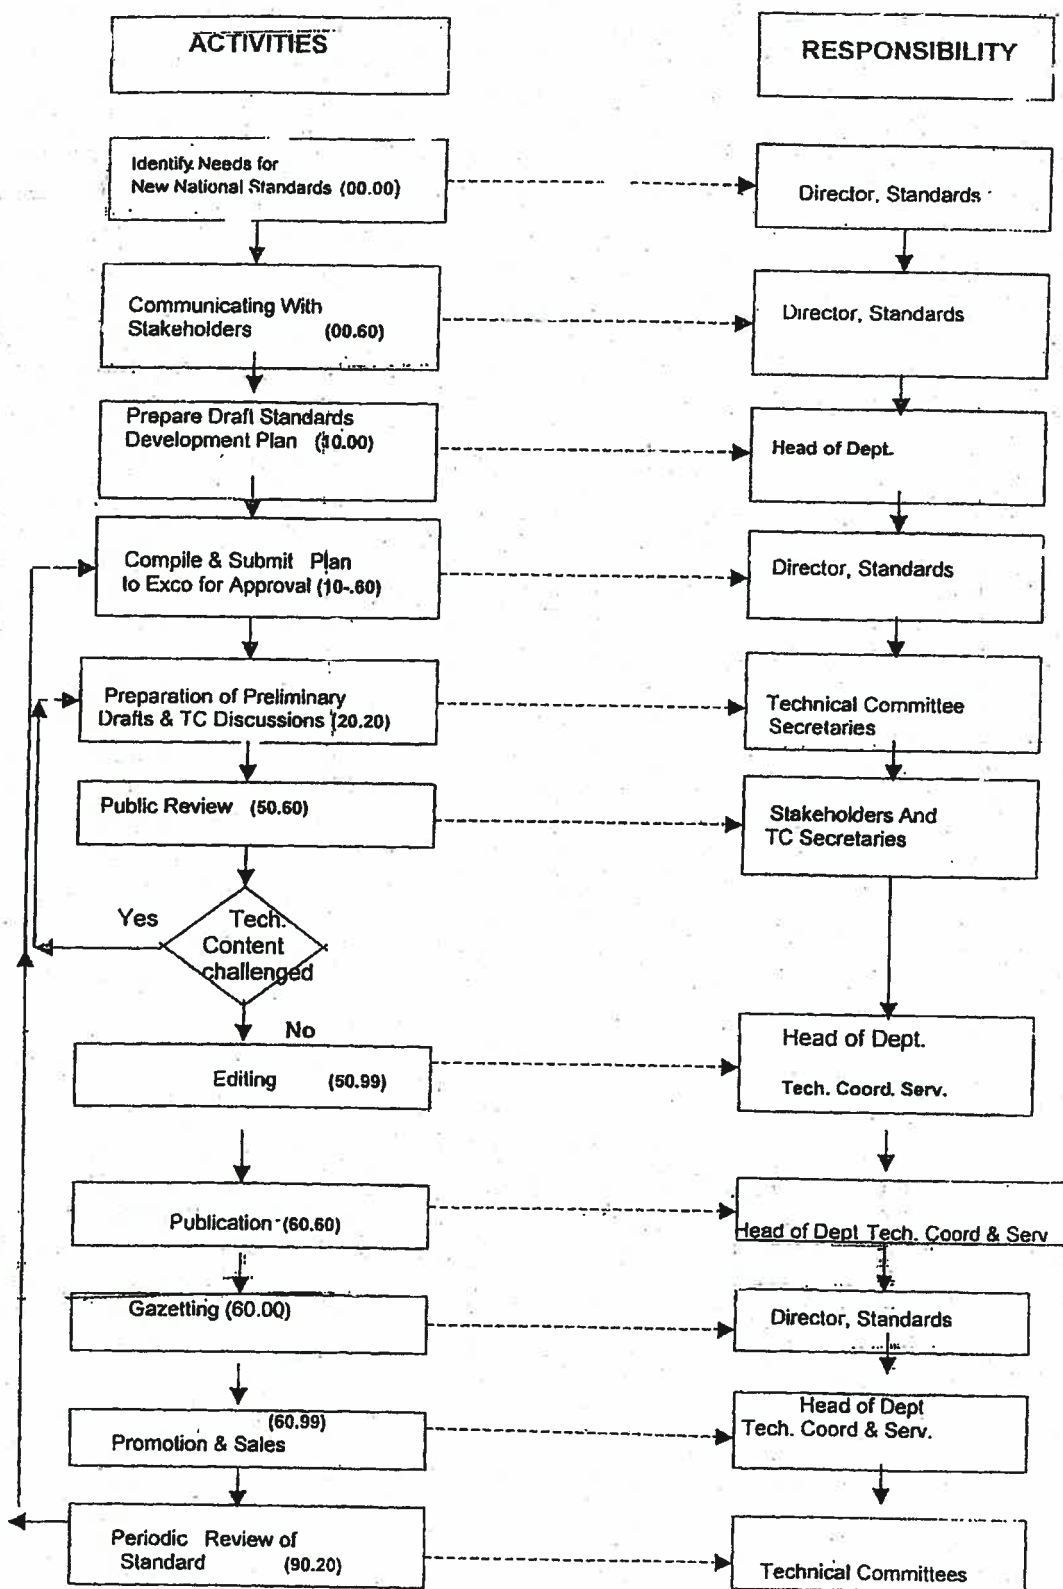 ACTIVITIES
RESPONSIBILITY
Identify Needs for
New National Standards (00.00)
Director, Standards
Communicating With
Stakeholders (00.60)
Director, Standards
Prepare Draft Standards
Development Plan (10.00)
Head of Dept.
Compile & Submit Plan
to Exco for Approval (10-.60)
Director, Standards
Preparation of Preliminary
Drafts & TC Discussions (20.20)
Technical Committee
Secretaries
Public Review (50.60)
Stakeholders And
TC Secretaries
Yes
Tech.
Content
challenged
No
Editing (50.99)
Head of Dept.
Tech. Coord. Serv.
Publication (60.60)
Head of Dept Tech. Coord & Serv
Gazetting (60.00)
Director, Standards
(60.99)
Promotion & Sales
Head of Dept
Tech. Coord & Serv.
Periodic Review of
Standard (90.20)
Technical Committees